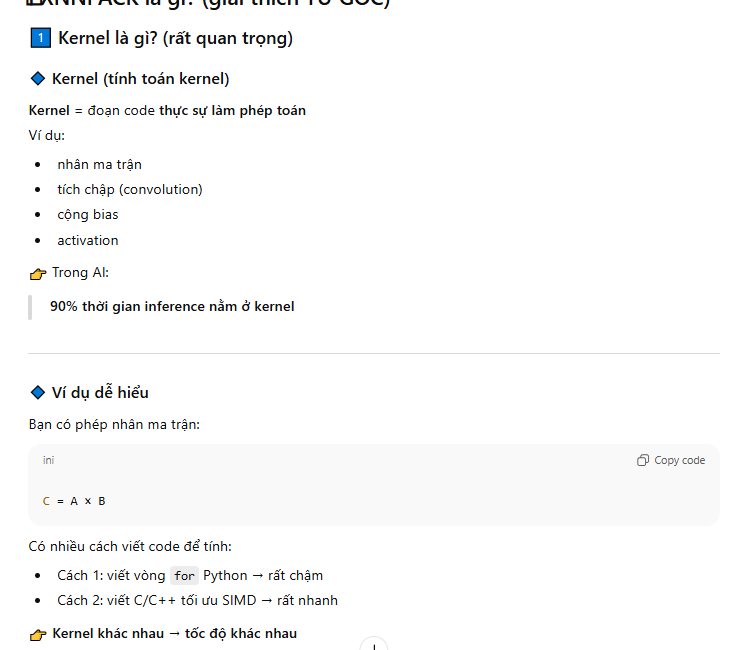 là gì? (giải thích TỪ GỐC)
1 Kernel là gì? (rất quan trọng)
Kernel (tính toán kernel)
Kernel = đoạn code thực sự làm phép toán
Ví dụ:
nhân ma trận
tích chập (convolution)
cộng bias
activation
Trong AI:
90% thời gian inference nằm ở kernel
Ví dụ dễ hiểu
Bạn có phép nhân ma trận:
ini
Copy code
C = A x B
Có nhiều cách viết code để tính:
Cách 1: viết vòng for Python → rất chậm
Cách 2: viết C/C++ tối ưu SIMD → rất nhanh
Kernel khác nhau → tốc độ khác nhau